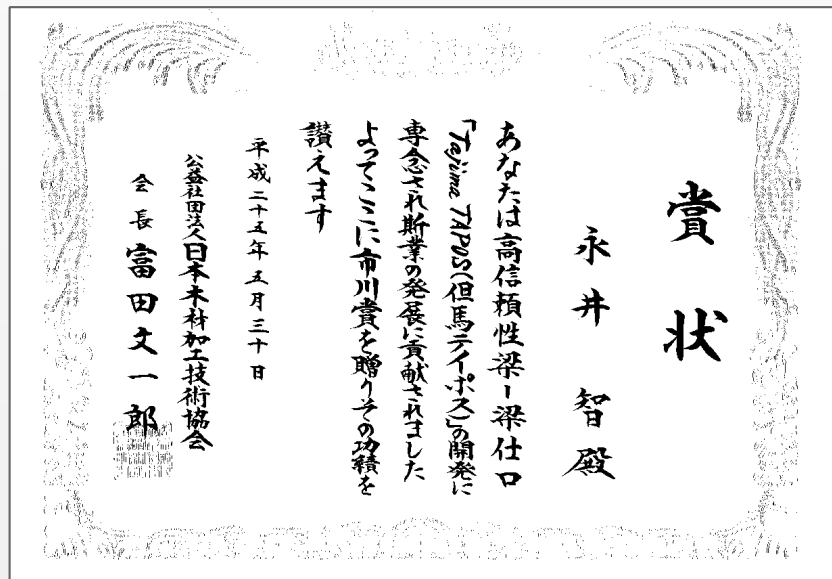 賞状
永井 智殿
あなたは高信頼性梁ー梁仕口
「Tajima TAPOS(但馬テイポス)」の開発に
専念され斯業の発展に貢献されました
よってここに市川賞を贈りその功績を
讃えます
平成二十五年五月三十日
公益社団法人日本木材加工技術協会
会長 富田文一郎